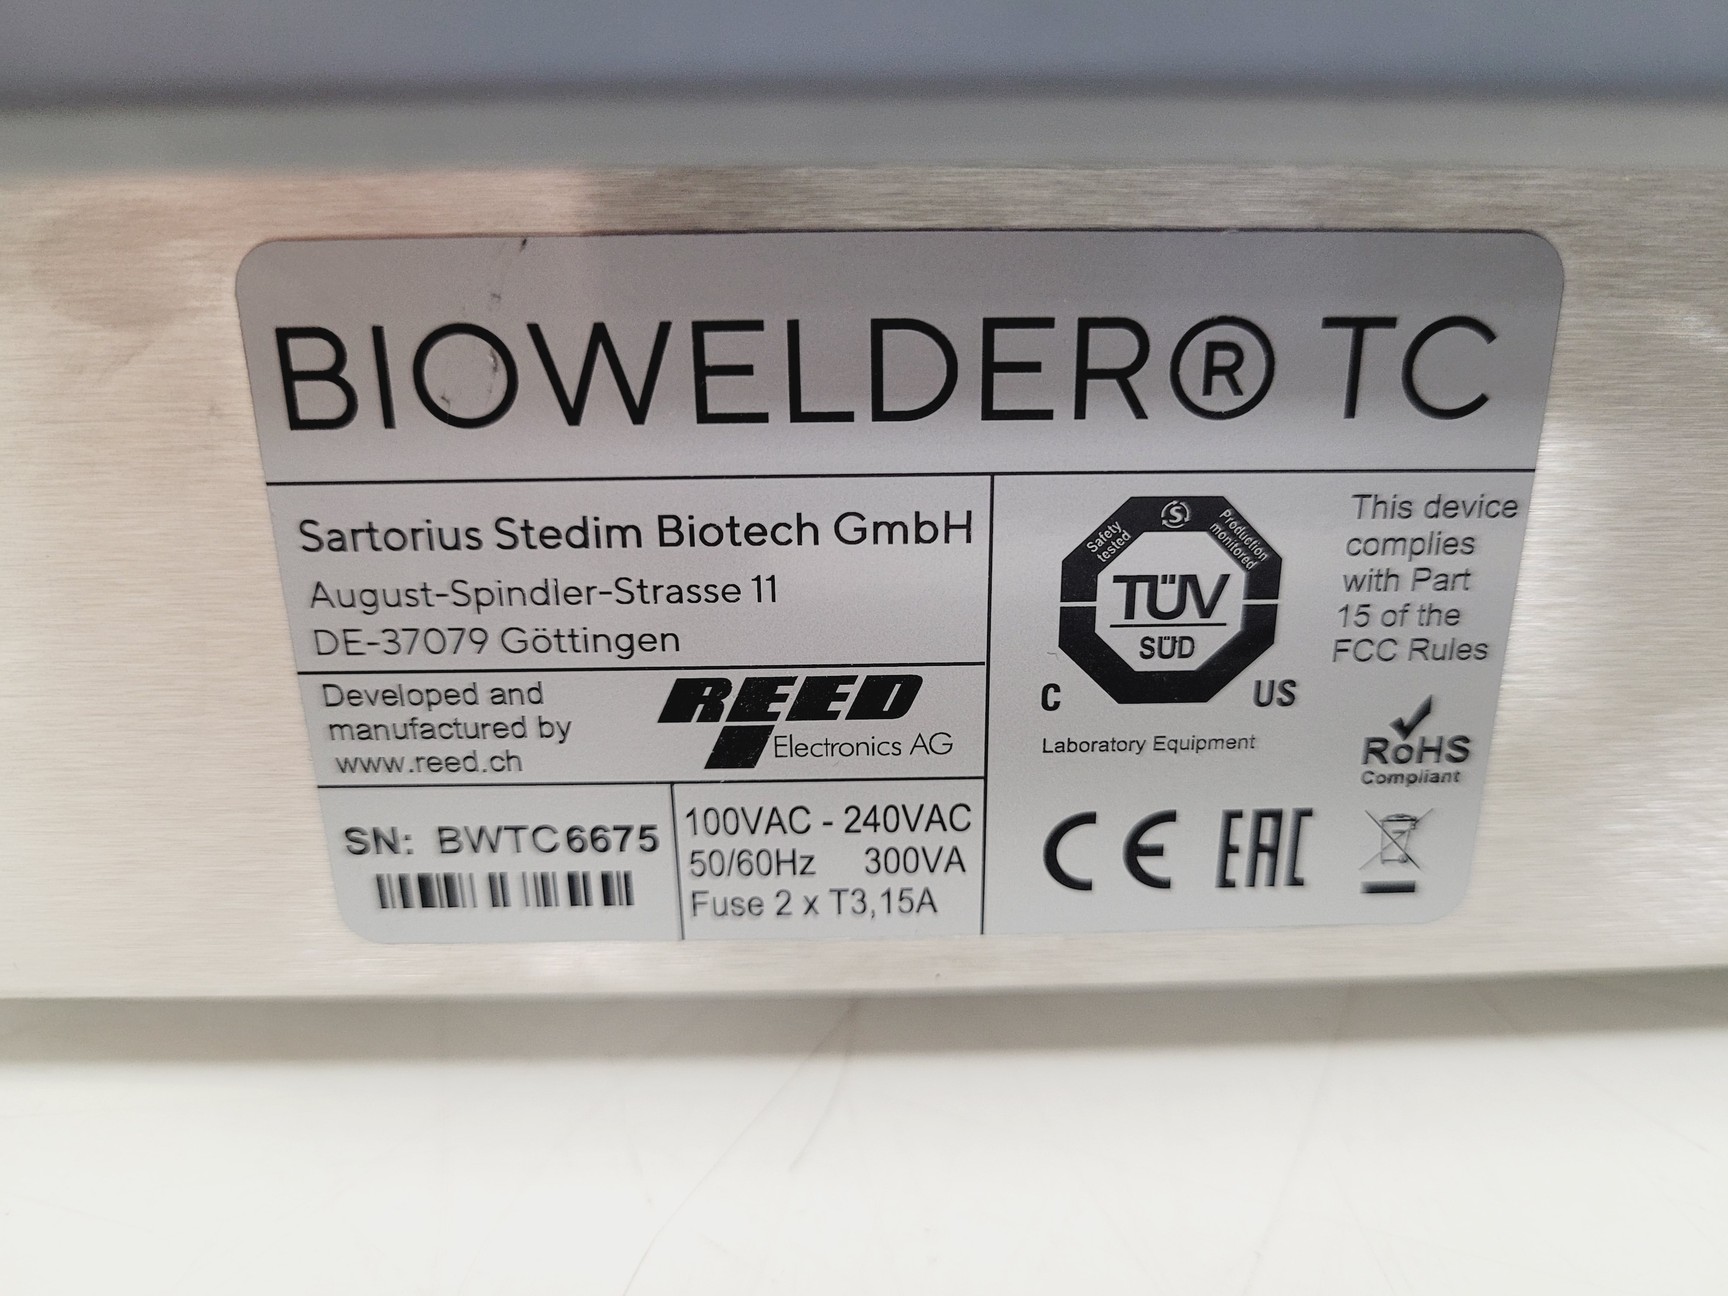 BIOWELDER® TC
Sartorius Stedim Biotech GmbH
August-Spindler-Strasse 11
DE-37079 Göttingen
Developed and
manufactured by
www.reed.ch
REED
Electronics AG
SN: BWTC6675
100VAC - 240VAC
50/60Hz 300VA
Fuse 2 x T3,15A
Safety
tested
S
Production
monitored
TÜV
SÜD
C US
Laboratory Equipment
This device
complies
with Part
15 of the
FCC Rules
RoHS
Compliant
CE EAC